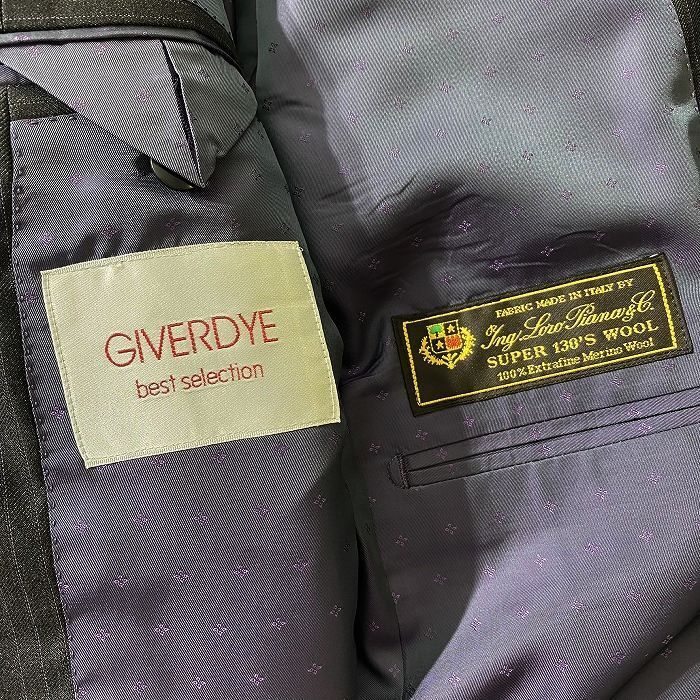 GIVERDYE
best selection
FABRIC MADE IN ITALY BY
Ing. Loro Piana & C.
SUPER 130'S WOOL
100% Extrafine Merino Wool